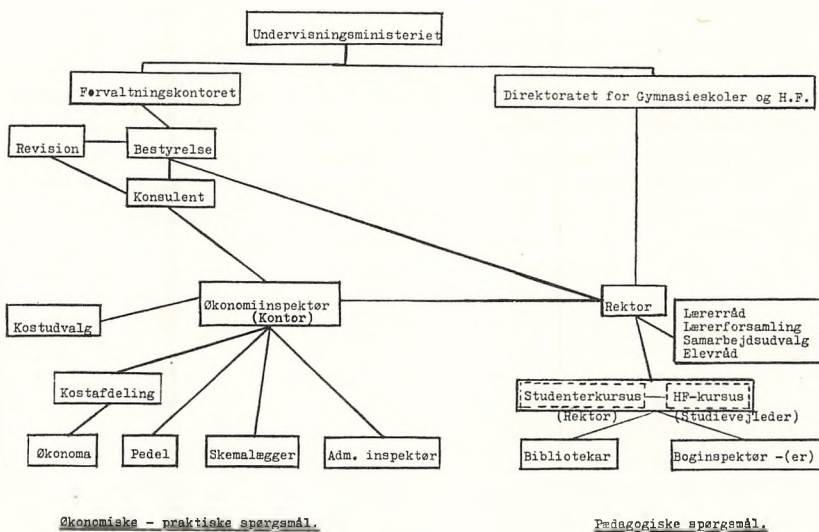 Undervisningsministeriet
Forvaltningskontoret
Direktoratet for Gymnasieskoler og H.F.
Revision
Bestyrelse
Konsulent
Økonomiinspektør
(Kontor)
Rektor
Kostudvalg
Lærerråd
Lærerforsamling
Samarbejdsudvalg
Elevråd
Kostafdeling
Studenterkursus
HF-kursus
(Rektor)
(Studievejleder)
Økonoma
Pedel
Skemalægger
Adm. inspektør
Bibliotekar
Boginspektør -(er)
Økonomiske - praktiske spørgsmål.
Pædagogiske spørgsmål.